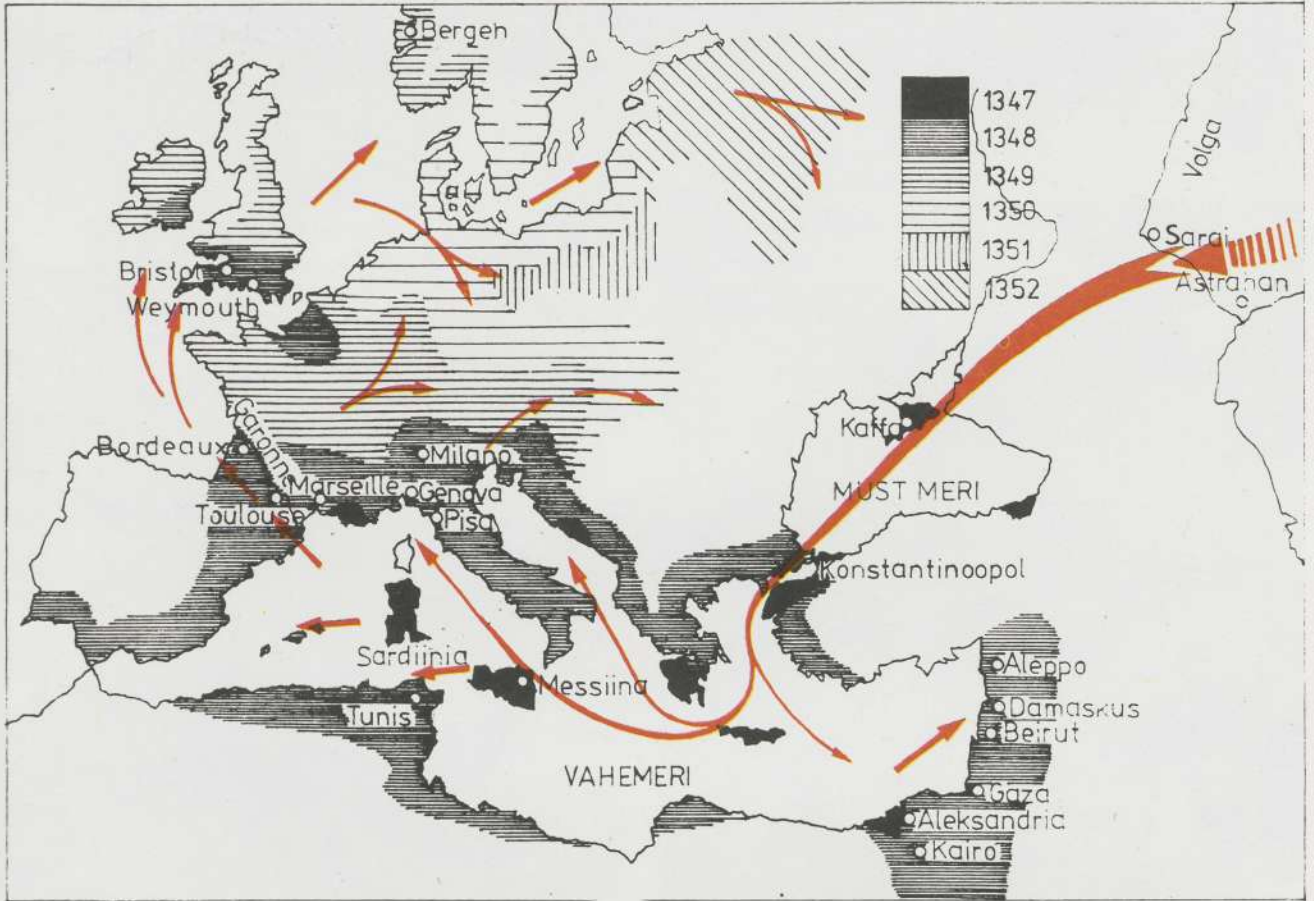 Bergen
1347
1348
1349
1350
1351
1352
Volga
Sarai
Astrahan
Bristol
Weymouth
Garonne
Bordeaux
Milano
Kaffa
Marseille
Genova
MUST MERI
Toulouse
Pisa
Konstantinoopol
Sardiinia
Messiina
Aleppo
Tunis
Damaskus
Beirut
VAHEMERI
Gaza
Aleksandria
Kairo